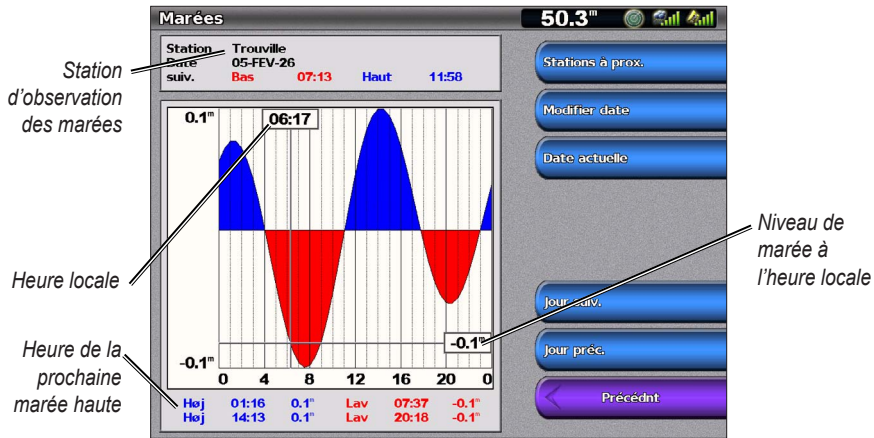 Marées
50.3m
Station Trouville
Date 05-FEV-26
suiv. Bas 07:13 Haut 11:58
Station
d'observation
des marées
0.1m
06:17
Heure locale
-0.1m
-0.1m
0 4 8 12 16 20 0
Heure de la
prochaine
marée haute
Høj 01:16 0.1m Lav 07:37 -0.1m
Høj 14:13 0.1m Lav 20:18 -0.1m
Stations à prox.
Modifier date
Date actuelle
Niveau de
marée à
l'heure locale
Jour suiv.
Jour préc.
Précédnt